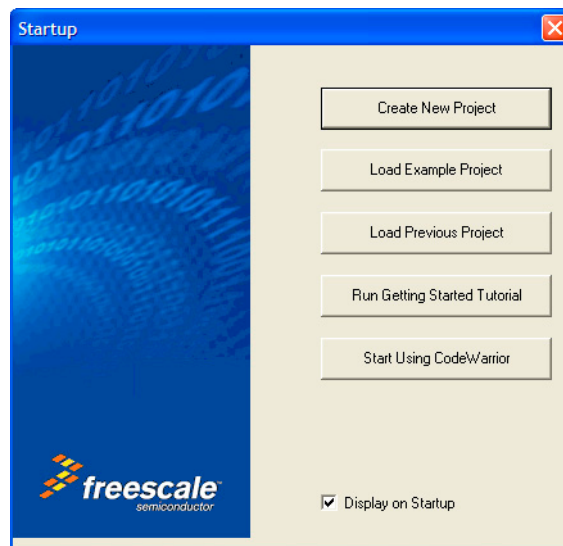 Startup
Create New Project
Load Example Project
Load Previous Project
Run Getting Started Tutorial
Start Using CodeWarrior
freescale
semiconductor
Display on Startup